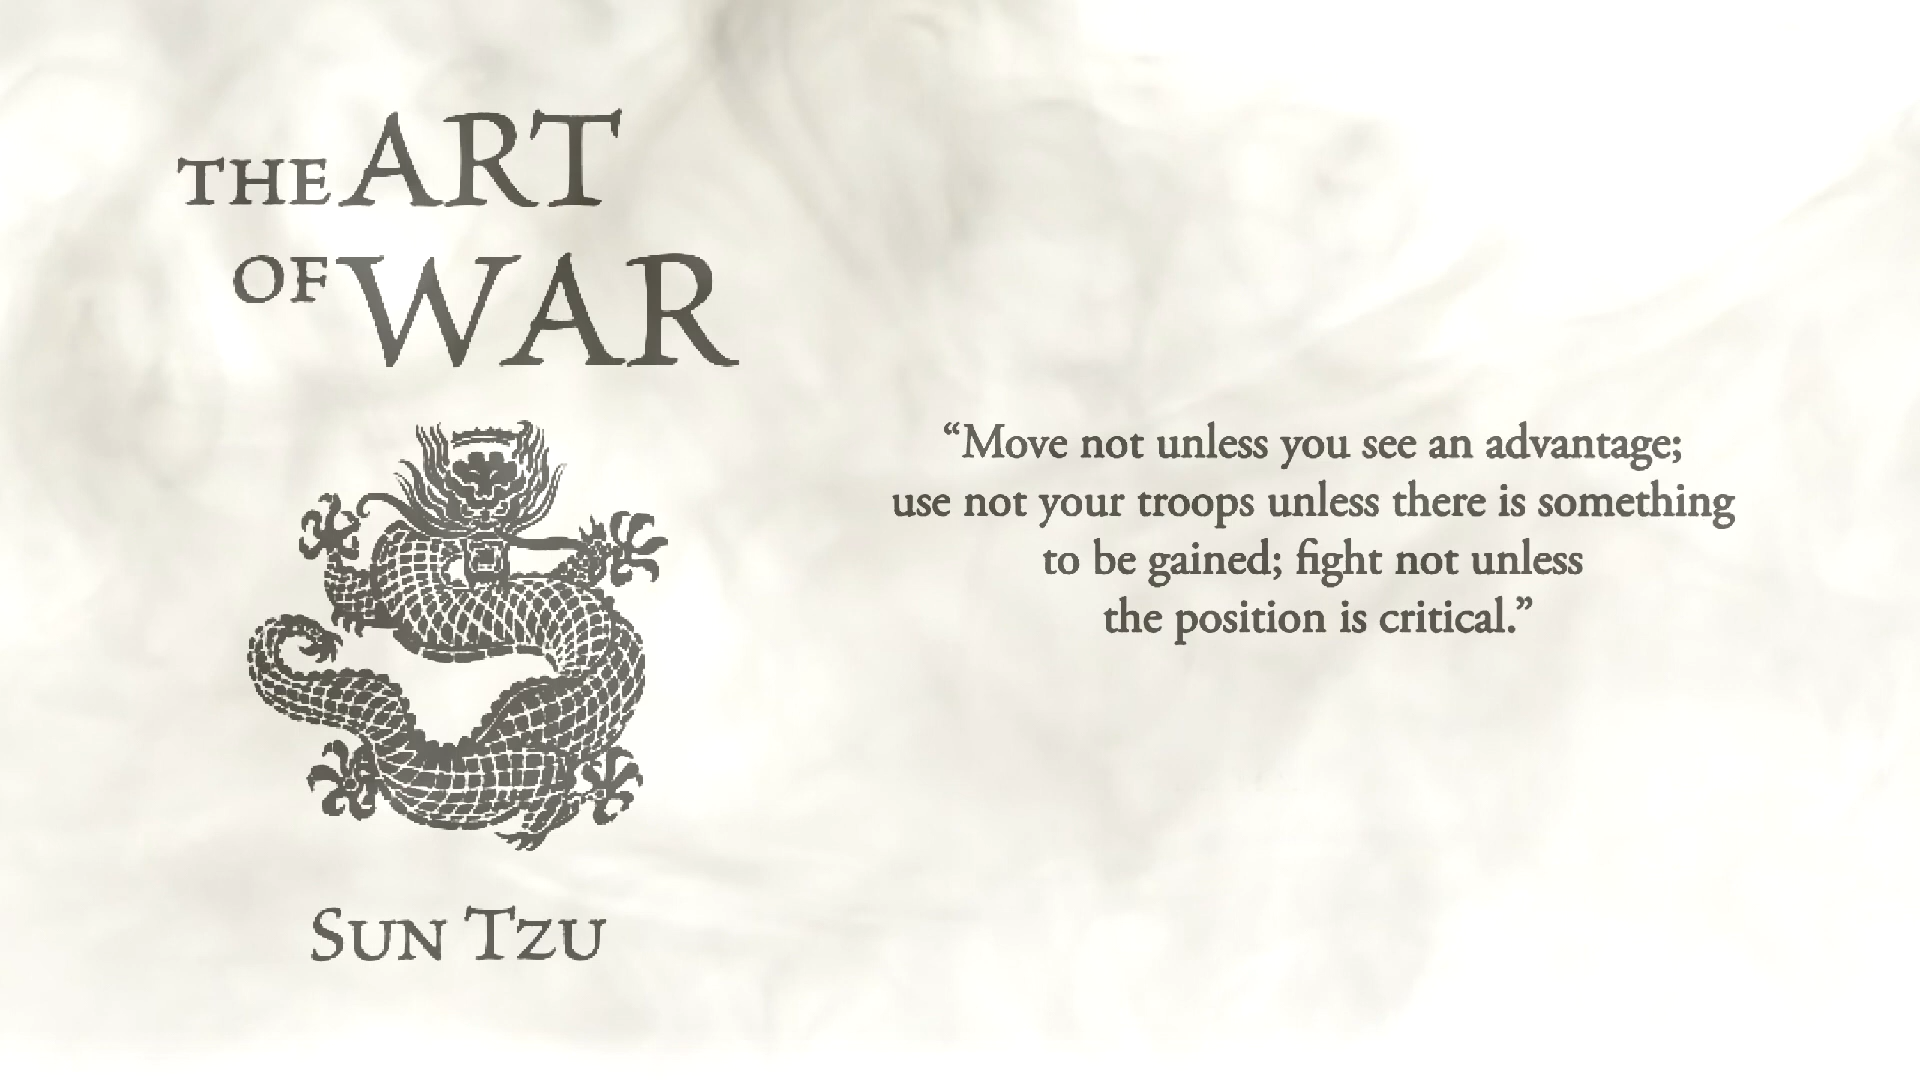 THE ART
OF WAR
SUN TZU
“Move not unless you see an advantage;
use not your troops unless there is something
to be gained; fight not unless
the position is critical.”